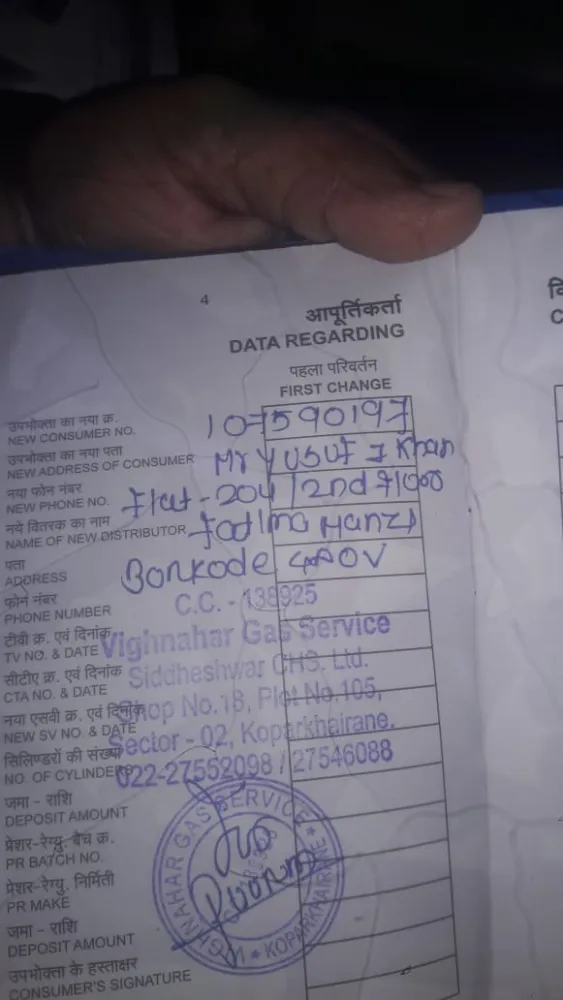 4
आपूर्तिकर्ता
DATA REGARDING
पहला परिवर्तन
FIRST CHANGE
उपभोक्ता का नया क्र.
NEW CONSUMER NO.
उपभोक्ता का नया पता
NEW ADDRESS OF CONSUMER Mr Yusuf I Khan
नया फोन नंबर
NEW PHONE NO. Flat - 204 / 2nd Floor
नये वितरक का नाम
NAME OF NEW DISTRIBUTOR Fatima Manzi
पता
ADDRESS Bonkode gaov
फोन नंबर C.C. - 138925
PHONE NUMBER
टीवी क्र. एवं दिनांक Vighnahar Gas Service
TV NO. & DATE
सीटीए क्र. एवं दिनांक Siddheshwar CHS. Ltd.
CTA NO. & DATE
नया एसवी क्र. एवं दिनांक Shop No.18, Plot No.105,
NEW SV NO. & DATE
सिलिण्डरों की संख्या Sector - 02, Koparkhairane.
NO. OF CYLINDERS 022-27552098 / 27546088
जमा - राशि
DEPOSIT AMOUNT
प्रेशर-रेग्यु. बैच क्र.
PR BATCH NO.
प्रेशर-रेग्यु. निर्मिती
PR MAKE
जमा - राशि
DEPOSIT AMOUNT
उपभोक्ता के हस्ताक्षर
CONSUMER'S SIGNATURE
VIGHNAHAR GAS SERVICE * KOPARKHAIRANE *
वि
C